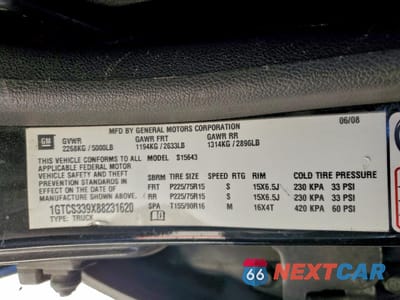 MFD BY GENERAL MOTORS CORPORATION
06/08
GM
GVWR GAWR FRT GAWR RR
2268KG / 5000LB 1194KG / 2633LB 1314KG / 2896LB
THIS VEHICLE CONFORMS TO ALL MODEL S15643
APPLICABLE FEDERAL MOTOR
VEHICLE SAFETY AND THEFT
PREVENTION STANDARDS IN SBRM TIRE SIZE RIM COLD TIRE PRESSURE
EFFECT ON THE DATE OF FRT P225/75R15 S 15X6.5J 230 KPA 33 PSI
MANUFACTURE SHOWN ABOVE. RR P225/75R15 S 15X6.5J 230 KPA 33 PSI
1GTCS339X88231620 SPA T155/90R16 M 16X4T 420 KPA 60 PSI
TYPE: TRUCK
66 NEXTCAR